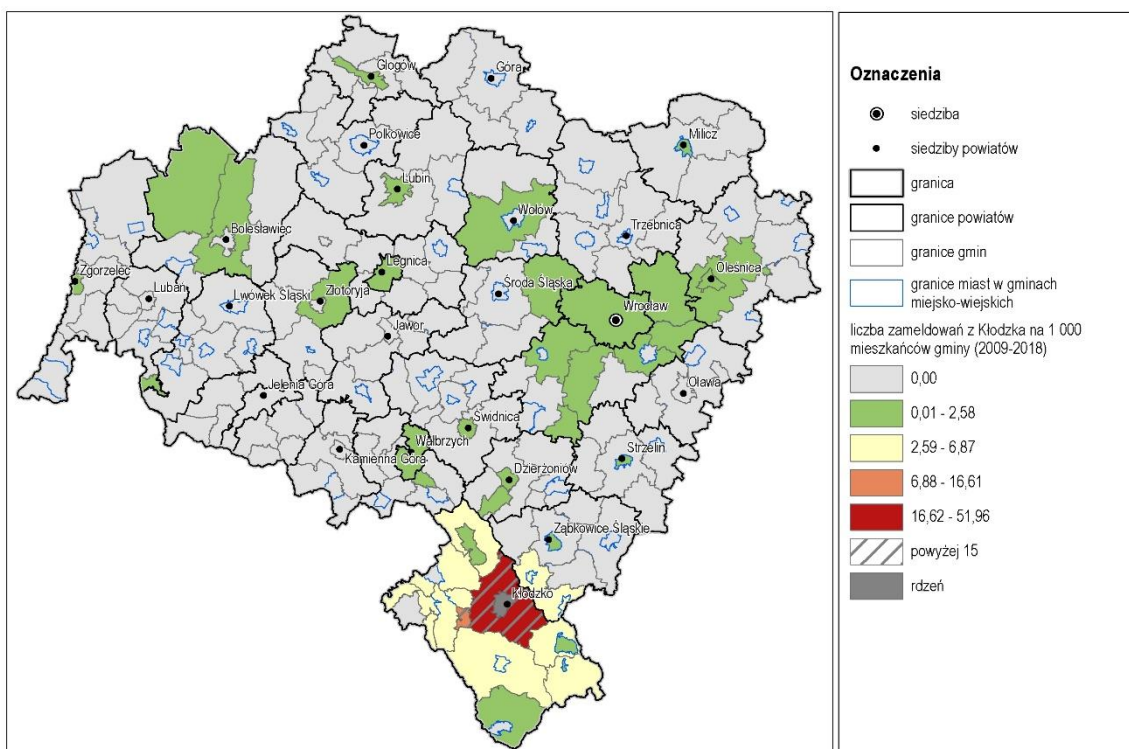 Głogów
Góra
Polkowice
Milicz
Lubin
Wołów
Trzebnica
Bolesławiec
Oleśnica
Zgorzelec
Legnica
Środa Śląska
Lubań
Lwówek Śląski
Złotoryja
Wrocław
Jawor
Jelenia Góra
Oława
Świdnica
Wałbrzych
Kamienna Góra
Strzelin
Dzierżoniów
Ząbkowice Śląskie
Kłodzko
Oznaczenia
siedziba
siedziby powiatów
granica
granice powiatów
granice gmin
granice miast w gminach
miejsko-wiejskich
liczba zameldowań z Kłodzka na 1 000
mieszkańców gminy (2009-2018)
0,00
0,01 - 2,58
2,59 - 6,87
6,88 - 16,61
16,62 - 51,96
powyżej 15
rdzeń